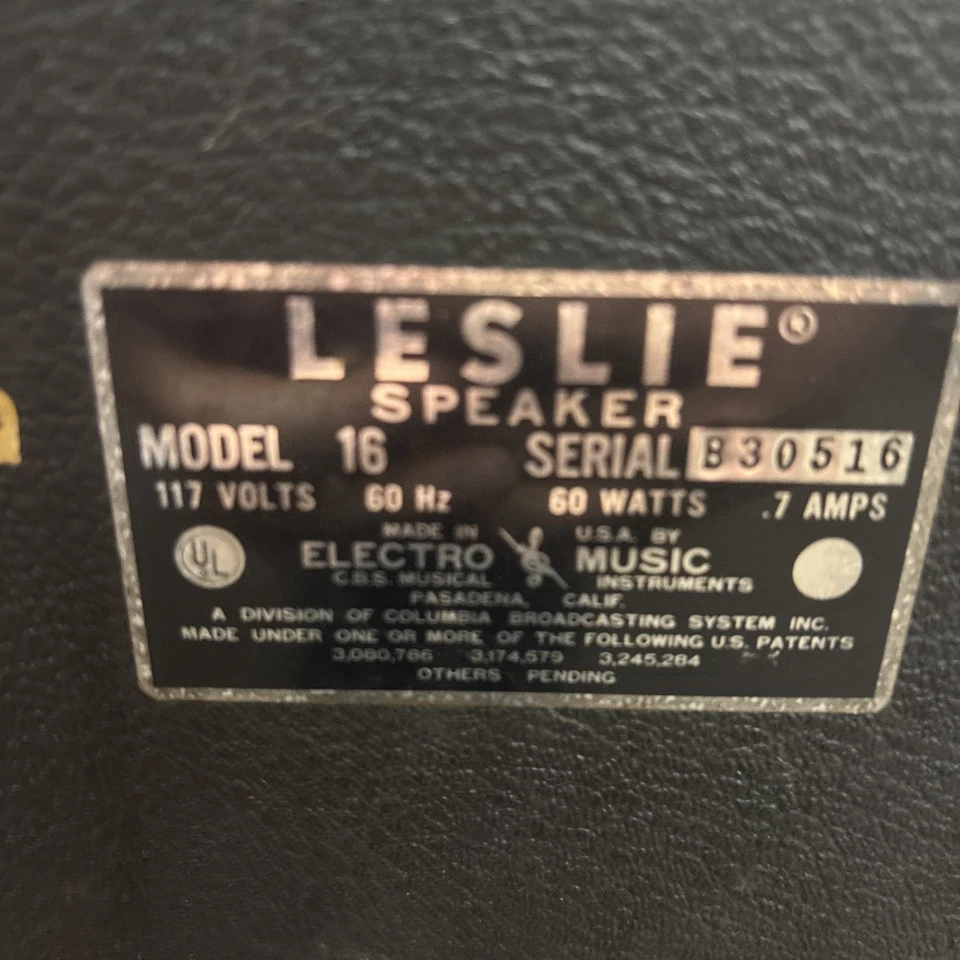 LESLIE®
SPEAKER
MODEL 16 SERIAL B30516
117 VOLTS 60 Hz 60 WATTS .7 AMPS
MADE IN U.S.A. BY
UL ELECTRO MUSIC
C.B.S. MUSICAL INSTRUMENTS
PASADENA, CALIF.
A DIVISION OF COLUMBIA BROADCASTING SYSTEM INC.
MADE UNDER ONE OR MORE OF THE FOLLOWING U.S. PATENTS
3,080,786 3,174,579 3,245,284
OTHERS PENDING